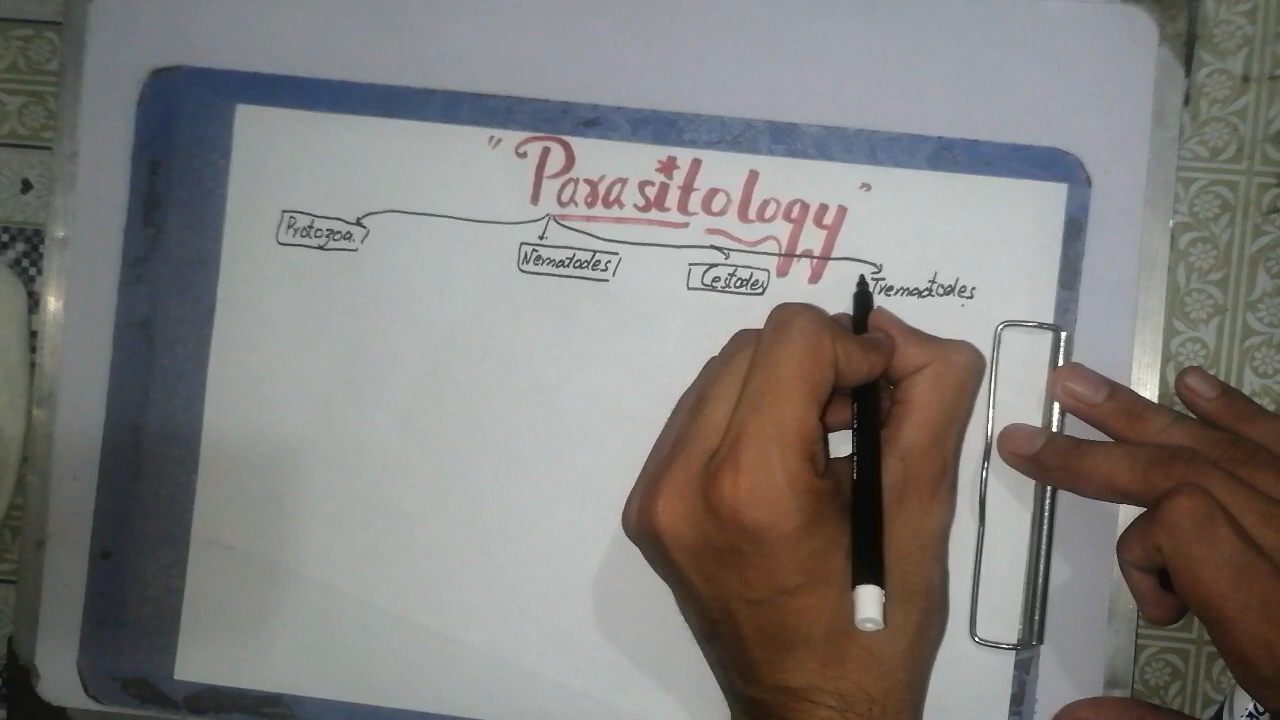 "Parasitology"
Protozoa.
Nematodes
Cestodes
Trematodes